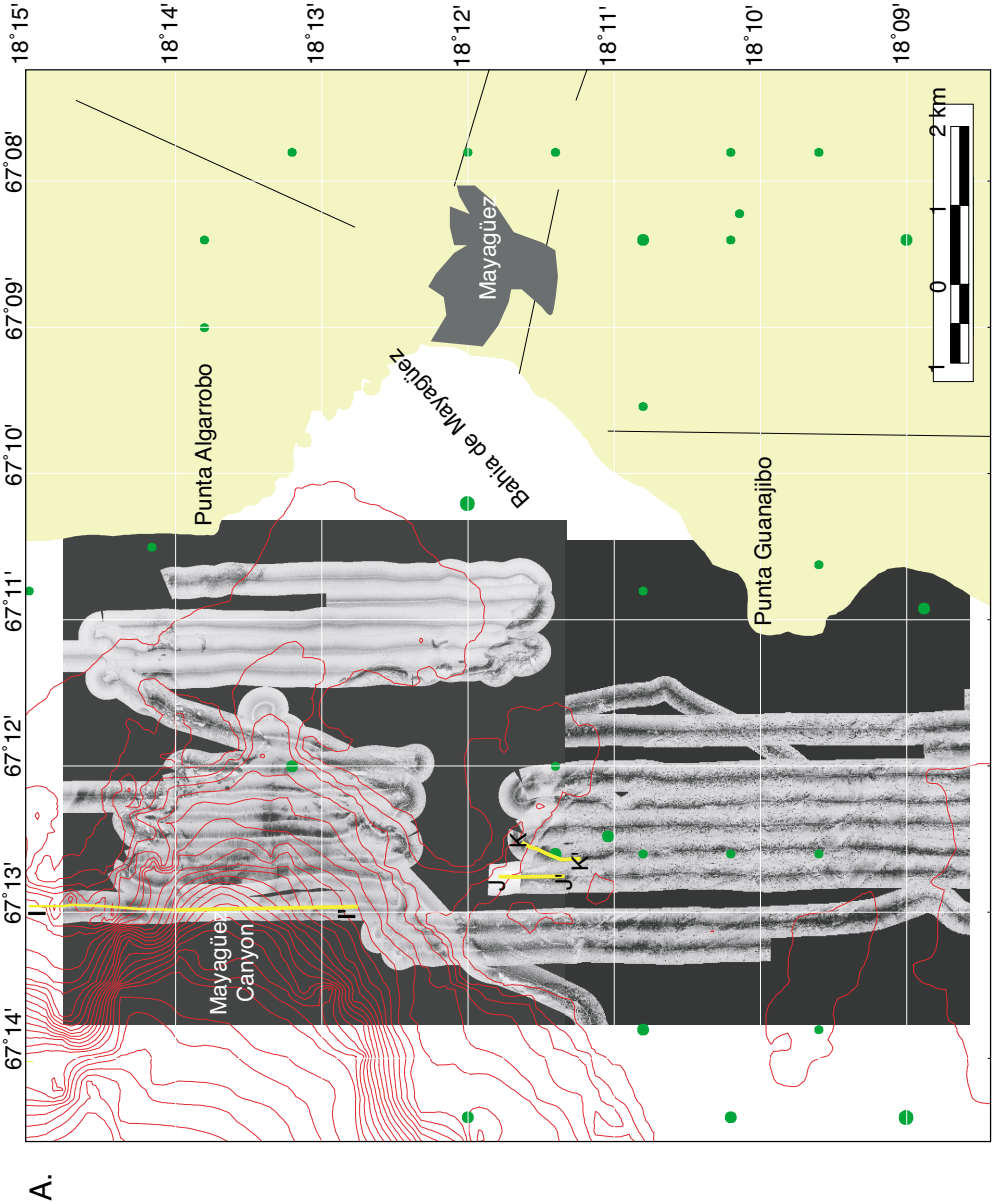 A.
67°14' 67°13' 67°12' 67°11' 67°10' 67°09' 67°08'
18°15'
I
18°14'
Punta Algarrobo
Mayagüez
Canyon
18°13'
I'
Bahía de Mayagüez
18°12'
Mayagüez
J
K
J'
K'
18°11'
18°10'
Punta Guanajibo
18°09'
1 0 1 2 km